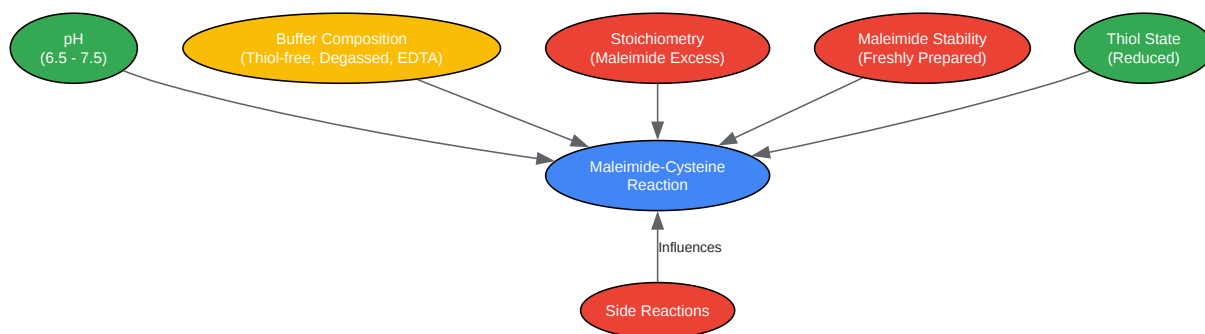 pH
(6.5 - 7.5)
Buffer Composition
(Thiol-free, Degassed, EDTA)
Stoichiometry
(Maleimide Excess)
Maleimide Stability
(Freshly Prepared)
Thiol State
(Reduced)
Maleimide-Cysteine
Reaction
Influences
Side Reactions